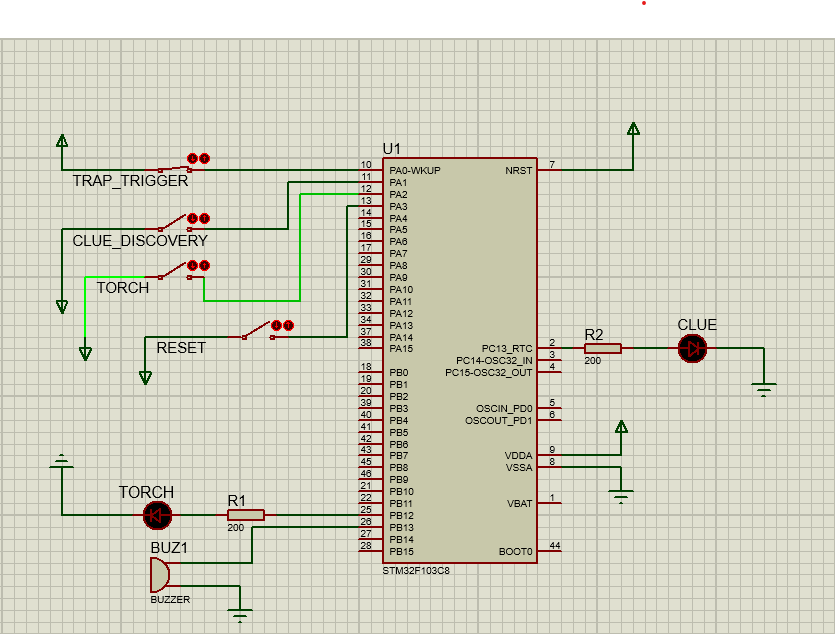 U1
10 PA0-WKUP NRST 7
TRAP_TRIGGER
11 PA1
12 PA2
13 PA3
14 PA4
15 PA5
16 PA6
17 PA7
29 PA8
30 PA9
31 PA10
32 PA11
33 PA12
34 PA13
37 PA14
38 PA15
CLUE_DISCOVERY
TORCH
RESET
PC13_RTC 2
PC14-OSC32_IN 3
PC15-OSC32_OUT 4
R2
200
CLUE
18 PB0
19 PB1
20 PB2
39 PB3
40 PB4
41 PB5
42 PB6
43 PB7
45 PB8
46 PB9
21 PB10
22 PB11
25 PB12
26 PB13
27 PB14
28 PB15
OSCIN_PD0 5
OSCOUT_PD1 6
VDDA 9
VSSA 8
VBAT 1
BOOT0 44
TORCH
R1
200
BUZ1
BUZZER
STM32F103C8